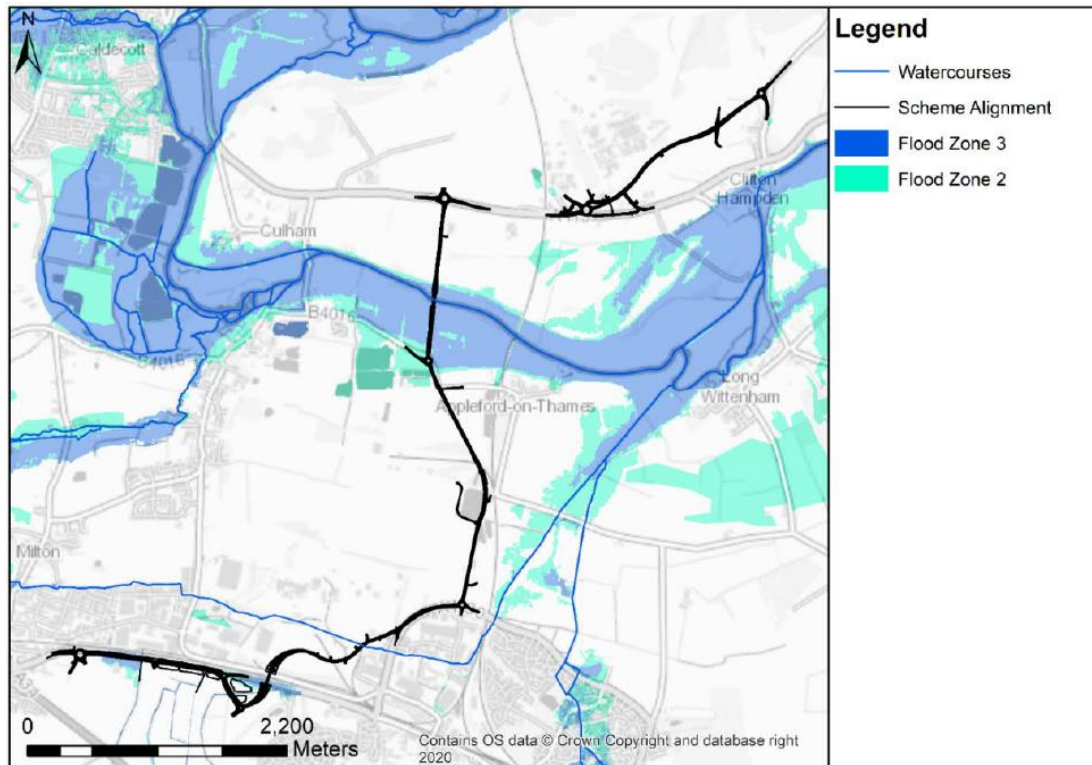 N
Caldecott
Culham
Clifton
Hampden
B4016
B4016
Appleford-on-Thames
Long
Wittenham
Milton
A34
0
2,200
Meters
Contains OS data © Crown Copyright and database right
2020
Legend
Watercourses
Scheme Alignment
Flood Zone 3
Flood Zone 2